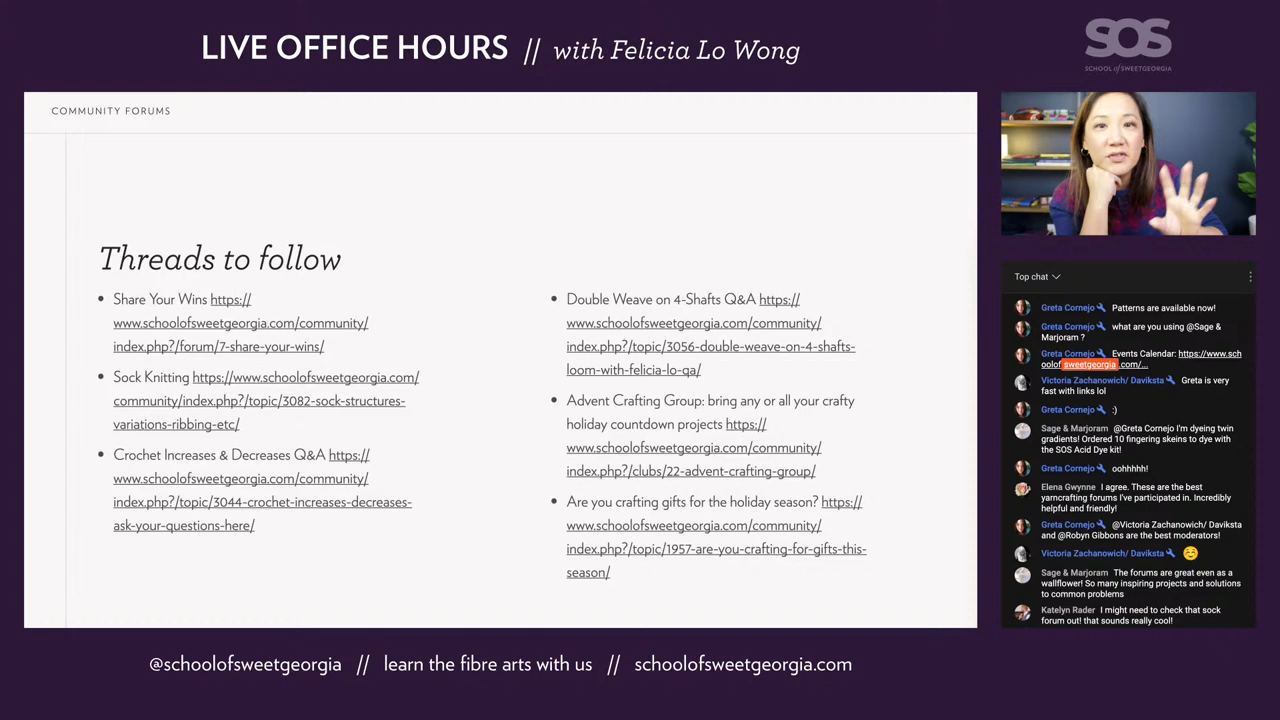 LIVE OFFICE HOURS // with Felicia Lo Wong
SOS
SCHOOL of SWEETGEORGIA
COMMUNITY FORUMS
Threads to follow
• Share Your Wins https://
www.schoolofsweetgeorgia.com/community/
index.php?/forum/7-share-your-wins/
• Sock Knitting https://www.schoolofsweetgeorgia.com/
community/index.php?/topic/3082-sock-structures-
variations-ribbing-etc/
• Crochet Increases & Decreases Q&A https://
www.schoolofsweetgeorgia.com/community/
index.php?/topic/3044-crochet-increases-decreases-
ask-your-questions-here/
• Double Weave on 4-Shafts Q&A https://
www.schoolofsweetgeorgia.com/community/
index.php?/topic/3056-double-weave-on-4-shafts-
loom-with-felicia-lo-qa/
• Advent Crafting Group: bring any or all your crafty
holiday countdown projects https://
www.schoolofsweetgeorgia.com/community/
index.php?/clubs/22-advent-crafting-group/
• Are you crafting gifts for the holiday season? https://
www.schoolofsweetgeorgia.com/community/
index.php?/topic/1957-are-you-crafting-for-gifts-this-
season/
Top chat
Greta Cornejo Patterns are available now!
Greta Cornejo what are you using @Sage &
Marjoram ?
Greta Cornejo Events Calendar: https://www.sch
oolof sweetgeorgia .com/...
Victoria Zachanowich/ Daviksta Greta is very
fast with links lol
Greta Cornejo :)
Sage & Marjoram @Greta Cornejo I'm dyeing twin
gradients! Ordered 10 fingering skeins to dye with
the SOS Acid Dye kit!
Greta Cornejo oohhhhh!
Elena Gwynne I agree. These are the best
yarncrafting forums I've participated in. Incredibly
helpful and friendly!
Greta Cornejo @Victoria Zachanowich/ Daviksta
and @Robyn Gibbons are the best moderators!
Victoria Zachanowich/ Daviksta ☺️
Sage & Marjoram The forums are great even as a
wallflower! So many inspiring projects and solutions
to common problems
Katelyn Rader I might need to check that sock
forum out! that sounds really cool!
@schoolofsweetgeorgia // learn the fibre arts with us // schoolofsweetgeorgia.com